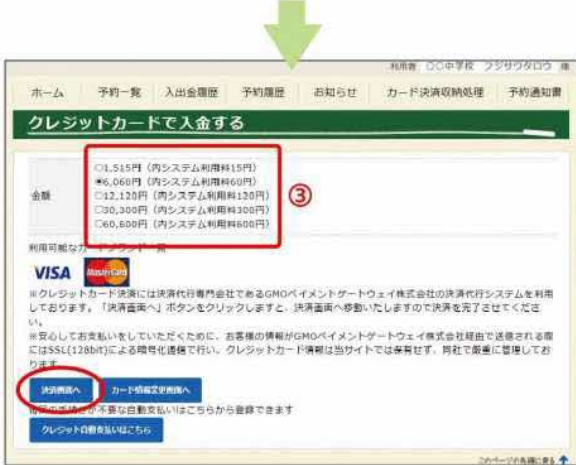 利用者 〇〇中学校 フジサワタロウ 様
ホーム 予約一覧 入出金履歴 予約履歴 お知らせ カード決済収納処理 予約通知書
クレジットカードで入金する
○1,515円（内システム利用料15円）
◉6,060円（内システム利用料60円）
金額 ○12,120円（内システム利用料120円） ③
○30,300円（内システム利用料300円）
○60,600円（内システム利用料600円）
利用可能なカードブランド一覧
VISA MasterCard
※クレジットカード決済には決済代行専門会社であるGMOペイメントゲートウェイ株式会社の決済代行システムを利用
しております。「決済画面へ」ボタンをクリックしますと、決済画面へ移動いたしますので決済を完了させてくださ
い。
※安心してお支払いをしていただくために、お客様の情報がGMOペイメントゲートウェイ株式会社経由で送信される際
にはSSL(128bit)による暗号化通信で行い、クレジットカード情報は当サイトでは保有せず、同社で厳重に管理してお
ります。
決済画面へ カード情報変更画面へ
毎回の手続きが不要な自動支払いはこちらから登録できます
クレジット自動支払いはこちら
このページの先頭に戻る